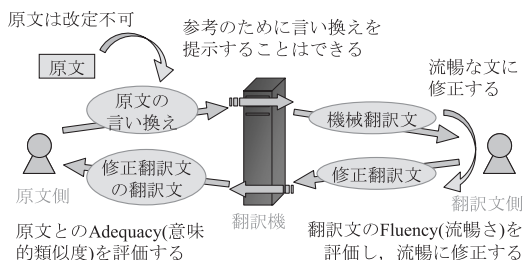 原文は改定不可
参考のために言い換えを
提示することはできる
原文
流暢な文に
修正する
原文の
言い換え
機械翻訳文
修正翻訳文
の翻訳文
修正翻訳文
原文側
翻訳機
翻訳文側
原文とのAdequacy(意味
的類似度)を評価する
翻訳文のFluency(流暢さ)を
評価し，流暢に修正する